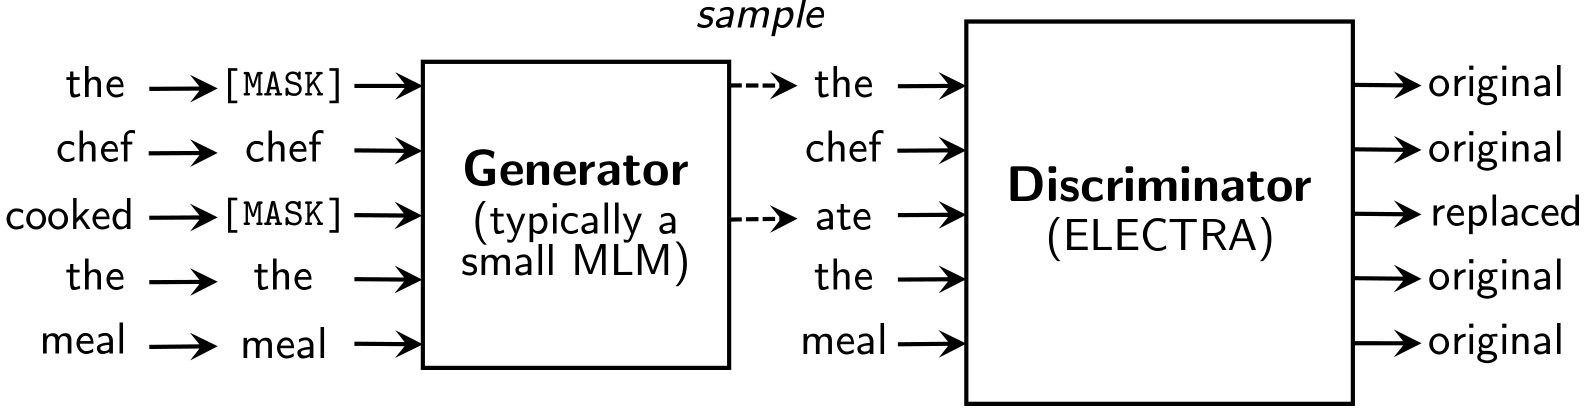 sample
the [MASK] the original
chef chef chef original
cooked [MASK] ate replaced
the the the original
meal meal meal original
Generator
(typically a
small MLM)
Discriminator
(ELECTRA)